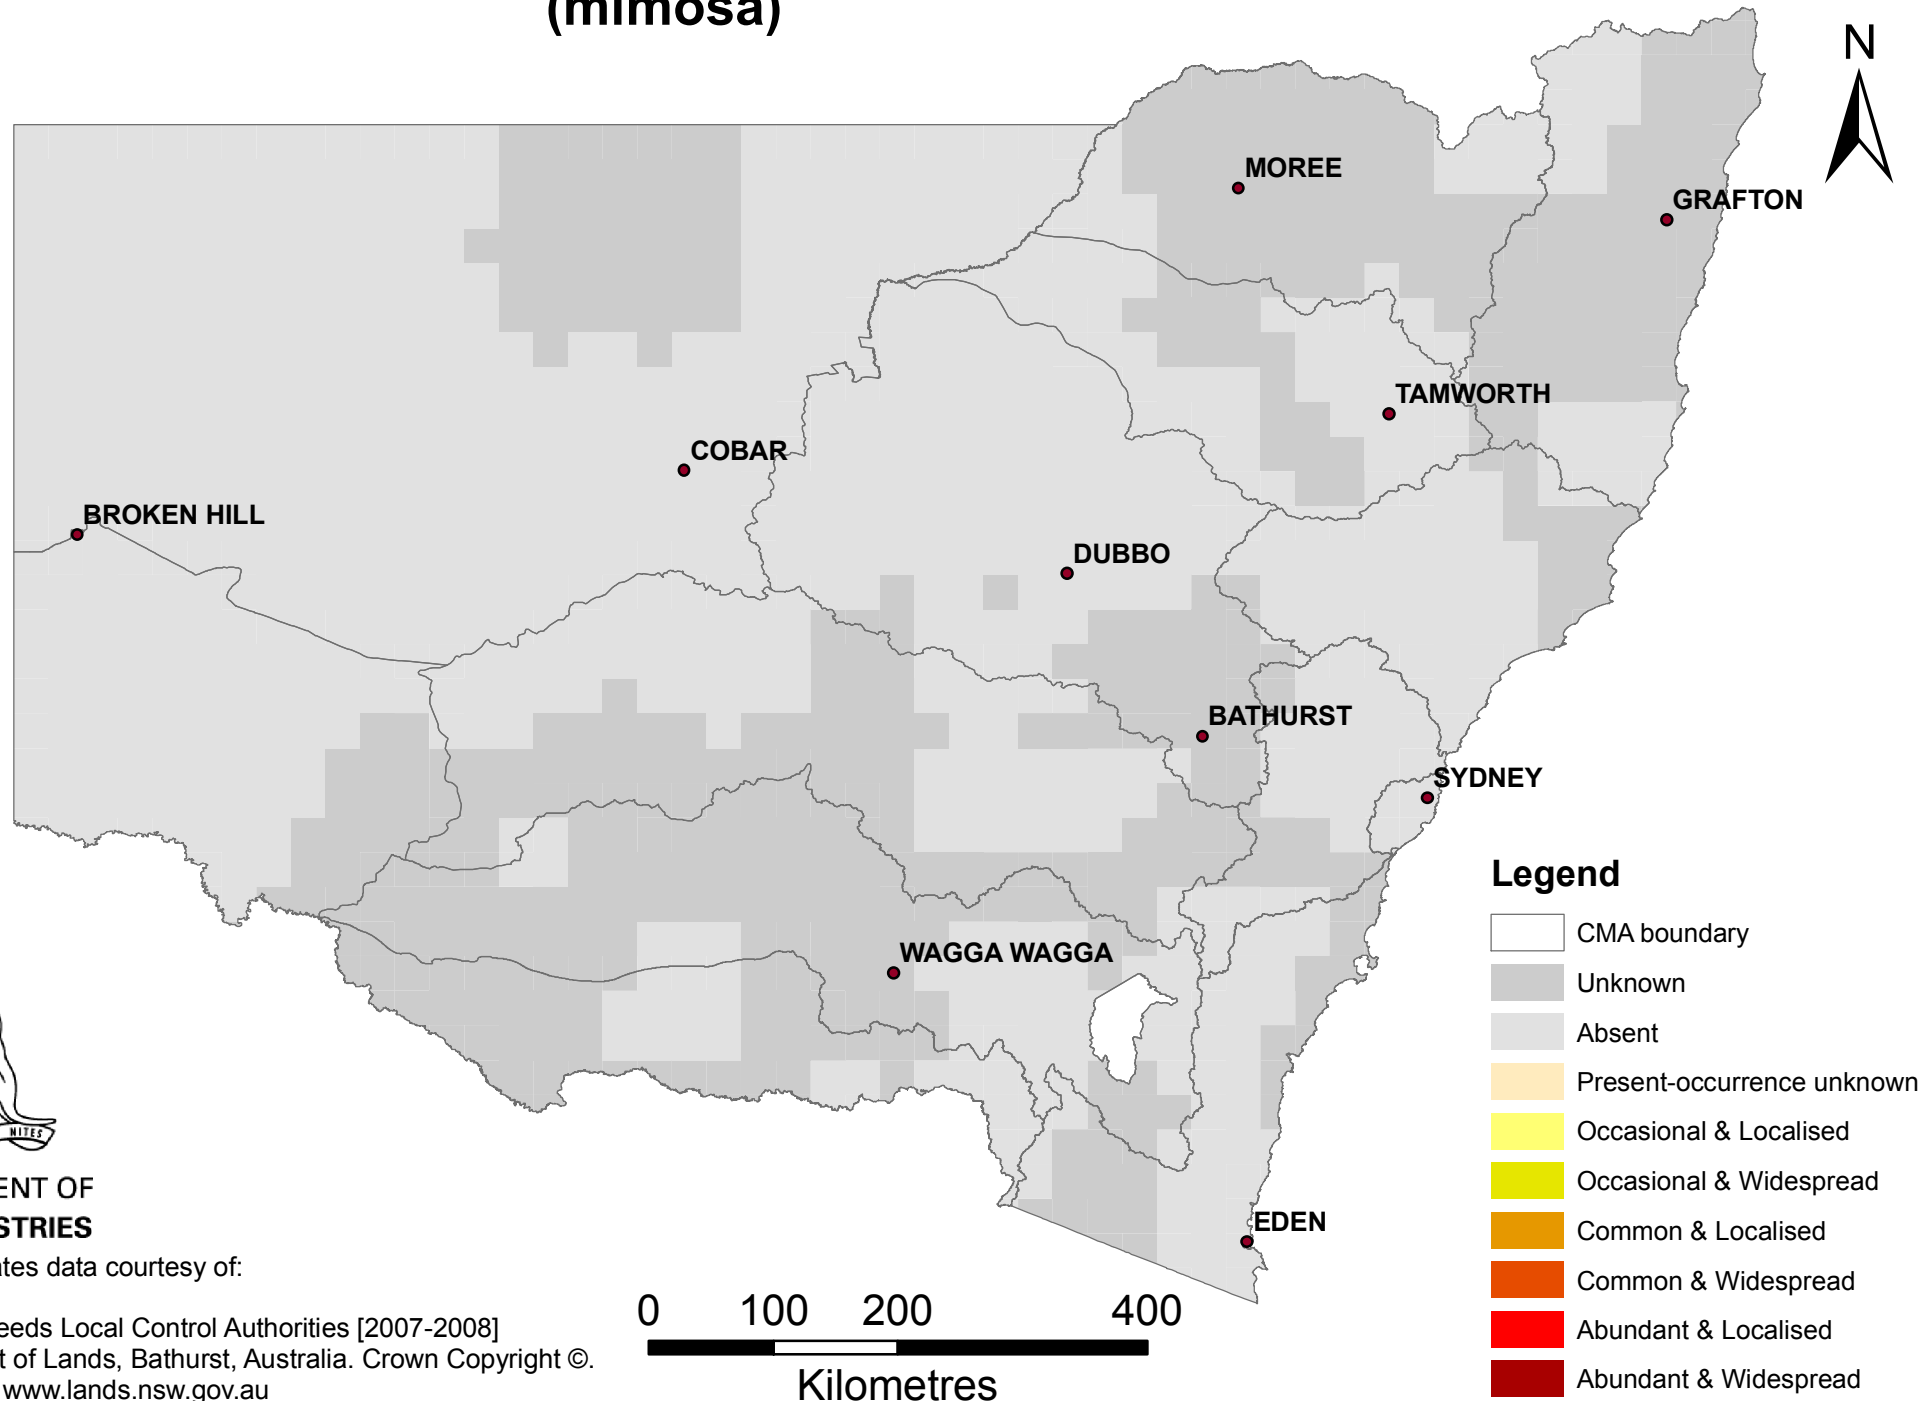 (mimosa)
N
MOREE
GRAFTON
TAMWORTH
COBAR
BROKEN HILL
DUBBO
BATHURST
SYDNEY
WAGGA WAGGA
EDEN
Legend
CMA boundary
Unknown
Absent
Present-occurrence unknown
Occasional & Localised
Occasional & Widespread
Common & Localised
Common & Widespread
Abundant & Localised
Abundant & Widespread
NITES
ENT OF
STRIES
ates data courtesy of:
eeds Local Control Authorities [2007-2008]
t of Lands, Bathurst, Australia. Crown Copyright ©.
www.lands.nsw.gov.au
0 100 200 400
Kilometres